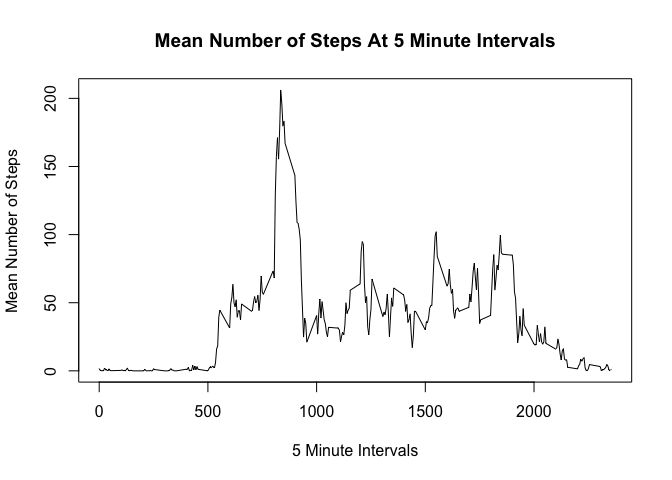 Mean Number of Steps At 5 Minute Intervals
Mean Number of Steps
200
150
100
50
0
0 500 1000 1500 2000
5 Minute Intervals